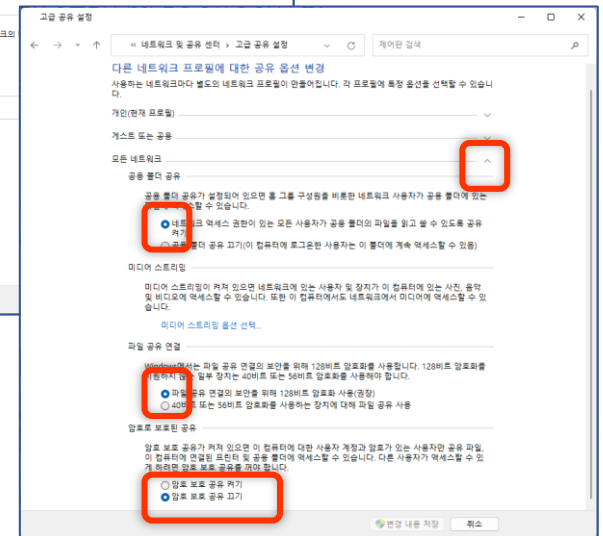 고급 공유 설정
크의
« 네트워크 및 공유 센터 › 고급 공유 설정
제어판 검색
다른 네트워크 프로필에 대한 공유 옵션 변경
사용하는 네트워크마다 별도의 네트워크 프로필이 만들어집니다. 각 프로필에 특정 옵션을 선택할 수 있습니
다.
개인(현재 프로필)
게스트 또는 공용
모든 네트워크
공용 폴더 공유
공용 폴더 공유가 설정되어 있으면 홈 그룹 구성원을 비롯한 네트워크 사용자가 공용 폴더에 있는
액세스할 수 있습니다.
네트워크 액세스 권한이 있는 모든 사용자가 공용 폴더의 파일을 읽고 쓸 수 있도록 공유
켜기
공용 폴더 공유 끄기(이 컴퓨터에 로그온한 사용자는 이 폴더에 계속 액세스할 수 있음)
미디어 스트리밍
미디어 스트리밍이 켜져 있으면 네트워크에 있는 사용자 및 장치가 이 컴퓨터에 있는 사진, 음악
및 비디오에 액세스할 수 있습니다. 또한 이 컴퓨터에서도 네트워크에서 미디어에 액세스할 수 있
습니다.
미디어 스트리밍 옵션 선택...
파일 공유 연결
Windows에서는 파일 공유 연결의 보안을 위해 128비트 암호화를 사용합니다. 128비트 암호화를
지원하지 않는 일부 장치는 40비트 또는 56비트 암호화를 사용해야 합니다.
파일 공유 연결의 보안을 위해 128비트 암호화 사용(권장)
40비트 또는 56비트 암호화를 사용하는 장치에 대해 파일 공유 사용
암호로 보호된 공유
암호 보호 공유가 켜져 있으면 이 컴퓨터에 대한 사용자 계정과 암호가 있는 사용자만 공유 파일,
이 컴퓨터에 연결된 프린터 및 공용 폴더에 액세스할 수 있습니다. 다른 사용자가 액세스할 수 있
게 하려면 암호 보호 공유를 꺼야 합니다.
암호 보호 공유 켜기
암호 보호 공유 끄기
변경 내용 저장
취소